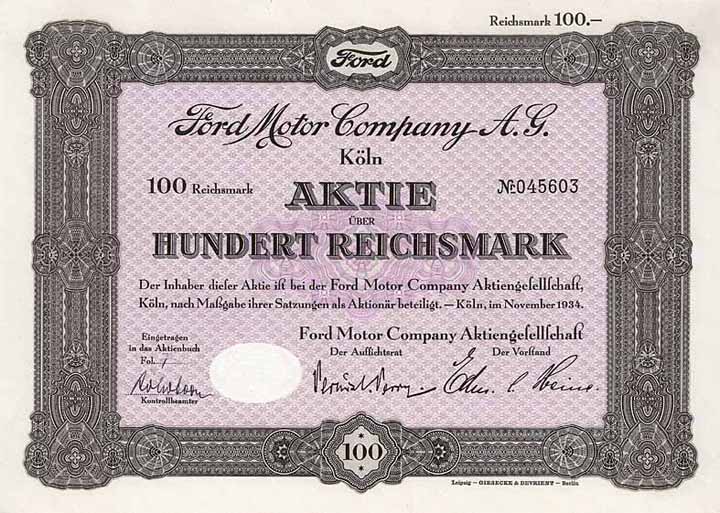 Reichsmark 100.—
Ford
Ford Motor Company A.G.
Köln
100 Reichsmark AKTIE №045603
ÜBER
HUNDERT REICHSMARK
Der Inhaber dieſer Aktie iſt bei der Ford Motor Company Aktiengeſellſchaft,
Köln, nach Maßgabe ihrer Satzungen als Aktionär beteiligt. — Köln, im November 1934.
Eingetragen
in das Aktienbuch
Fol.
Kontrollbeamter
Ford Motor Company Aktiengeſellſchaft
Der Aufſichtsrat Der Vorſtand
100
Leipzig — GIESECKE & DEVRIENT — Berlin